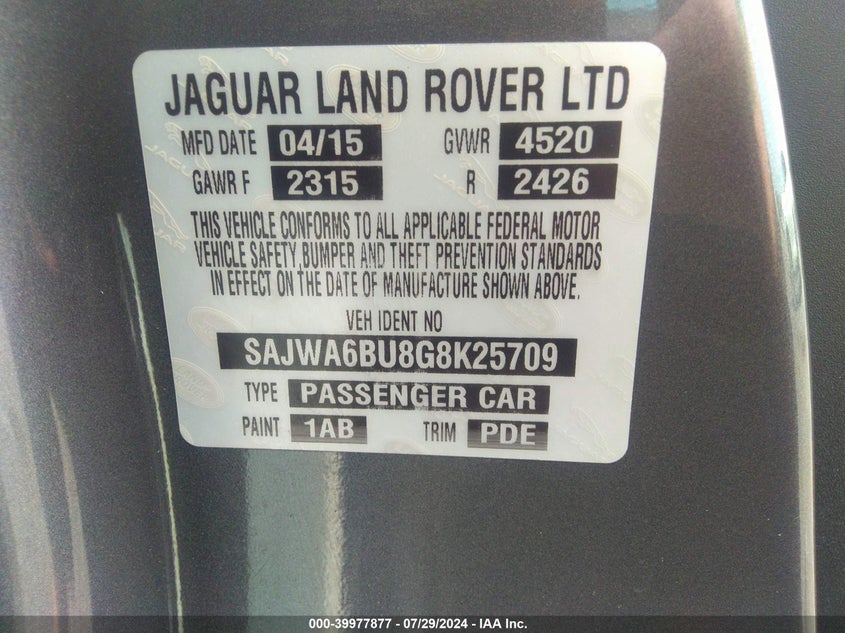 JAGUAR LAND ROVER LTD
MFD DATE 04/15 GVWR 4520
GAWR F 2315 R 2426
THIS VEHICLE CONFORMS TO ALL APPLICABLE FEDERAL MOTOR
VEHICLE SAFETY, BUMPER AND THEFT PREVENTION STANDARDS
IN EFFECT ON THE DATE OF MANUFACTURE SHOWN ABOVE.
VEH IDENT NO
SAJWA6BU8G8K25709
TYPE PASSENGER CAR
PAINT 1AB TRIM PDE
000-39977877 - 07/29/2024 - IAA Inc.